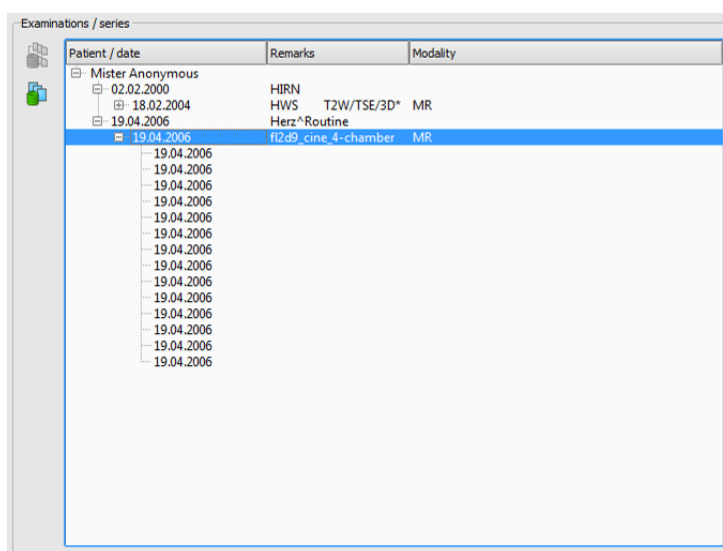 Examinations / series
Patient / date Remarks Modality
Mister Anonymous
02.02.2000 HIRN
18.02.2004 HWS T2W/TSE/3D* MR
19.04.2006 Herz^Routine
19.04.2006 fl2d9_cine_4-chamber MR
19.04.2006
19.04.2006
19.04.2006
19.04.2006
19.04.2006
19.04.2006
19.04.2006
19.04.2006
19.04.2006
19.04.2006
19.04.2006
19.04.2006
19.04.2006
19.04.2006